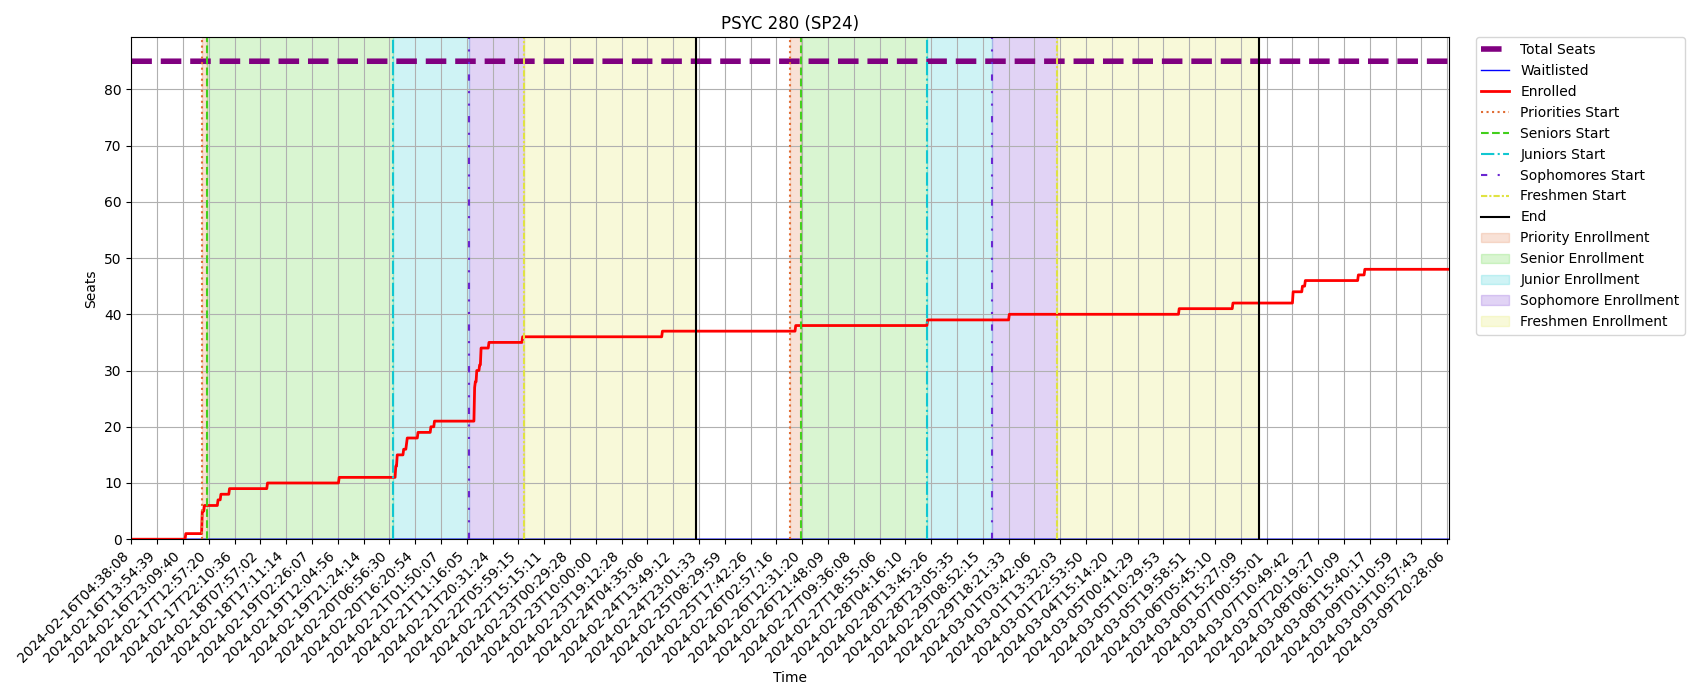 PSYC 280 (SP24)
Seats
80
70
60
50
40
30
20
10
0
2024-02-16T04:38:08
2024-02-16T13:54:39
2024-02-16T23:09:40
2024-02-17T12:57:20
2024-02-17T22:10:36
2024-02-18T07:57:02
2024-02-18T17:11:14
2024-02-19T02:26:07
2024-02-19T12:04:56
2024-02-19T21:24:14
2024-02-20T06:56:30
2024-02-20T16:20:54
2024-02-21T01:50:07
2024-02-21T11:16:05
2024-02-21T20:31:24
2024-02-22T05:59:15
2024-02-22T15:15:11
2024-02-23T00:29:28
2024-02-23T10:00:00
2024-02-23T19:12:28
2024-02-24T04:35:06
2024-02-24T13:49:12
2024-02-24T23:01:33
2024-02-25T08:29:59
2024-02-25T17:42:26
2024-02-26T02:57:16
2024-02-26T12:31:20
2024-02-26T21:48:09
2024-02-27T09:36:08
2024-02-27T18:55:06
2024-02-28T04:16:10
2024-02-28T13:45:26
2024-02-28T23:05:35
2024-02-29T08:52:15
2024-02-29T18:21:33
2024-03-01T03:42:06
2024-03-01T13:32:03
2024-03-01T22:53:50
2024-03-04T15:14:20
2024-03-05T00:41:29
2024-03-05T10:29:53
2024-03-05T19:58:51
2024-03-06T05:45:10
2024-03-06T15:27:09
2024-03-07T00:55:01
2024-03-07T10:49:42
2024-03-07T20:19:27
2024-03-08T06:10:09
2024-03-08T15:40:17
2024-03-09T01:10:59
2024-03-09T10:57:43
2024-03-09T20:28:06
Time
Total Seats
Waitlisted
Enrolled
Priorities Start
Seniors Start
Juniors Start
Sophomores Start
Freshmen Start
End
Priority Enrollment
Senior Enrollment
Junior Enrollment
Sophomore Enrollment
Freshmen Enrollment